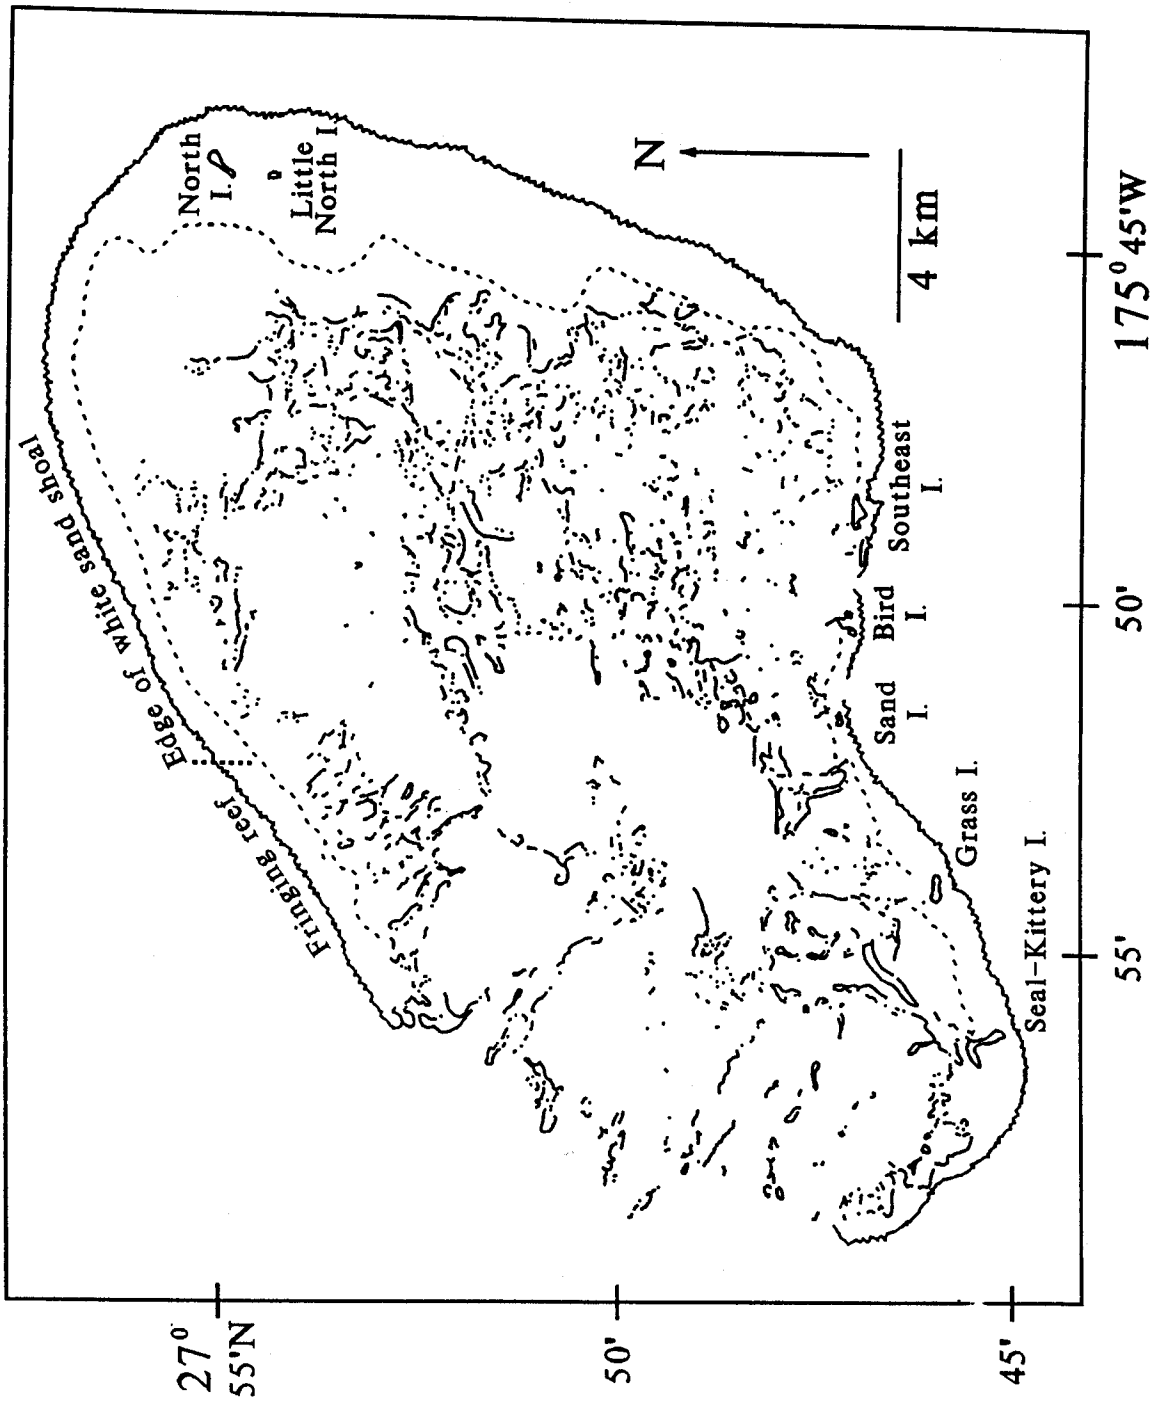 Edge of white sand shoal
Fringing reef
North
I.
Little
North I.
N
4 km
Southeast
I.
Bird
I.
Sand
I.
Grass I.
Seal-Kittery I.
27°
55'N
50'
45'
55'
50'
175°45'W